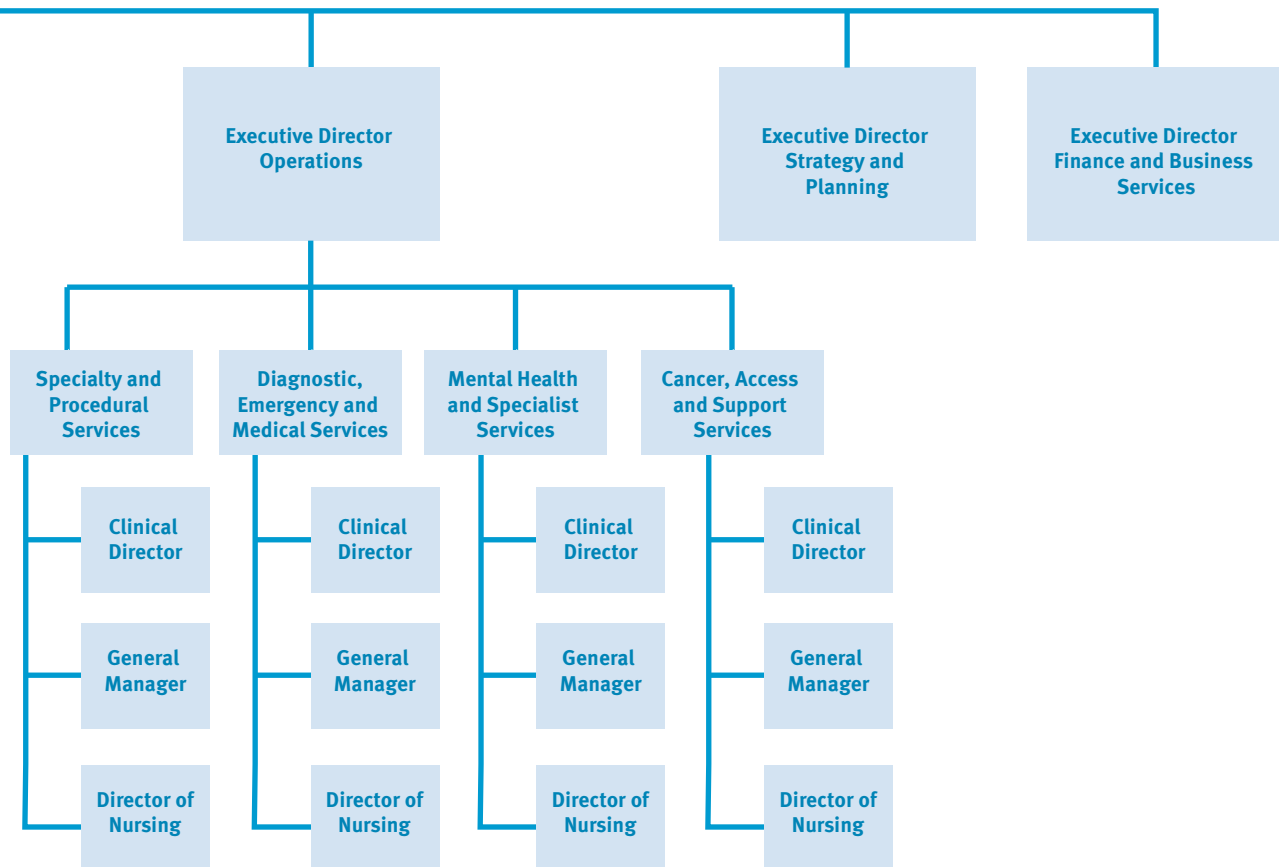 Executive Director
Operations
Executive Director
Strategy and
Planning
Executive Director
Finance and Business
Services
Specialty and
Procedural
Services
Diagnostic,
Emergency and
Medical Services
Mental Health
and Specialist
Services
Cancer, Access
and Support
Services
Clinical
Director
Clinical
Director
Clinical
Director
Clinical
Director
General
Manager
General
Manager
General
Manager
General
Manager
Director of
Nursing
Director of
Nursing
Director of
Nursing
Director of
Nursing